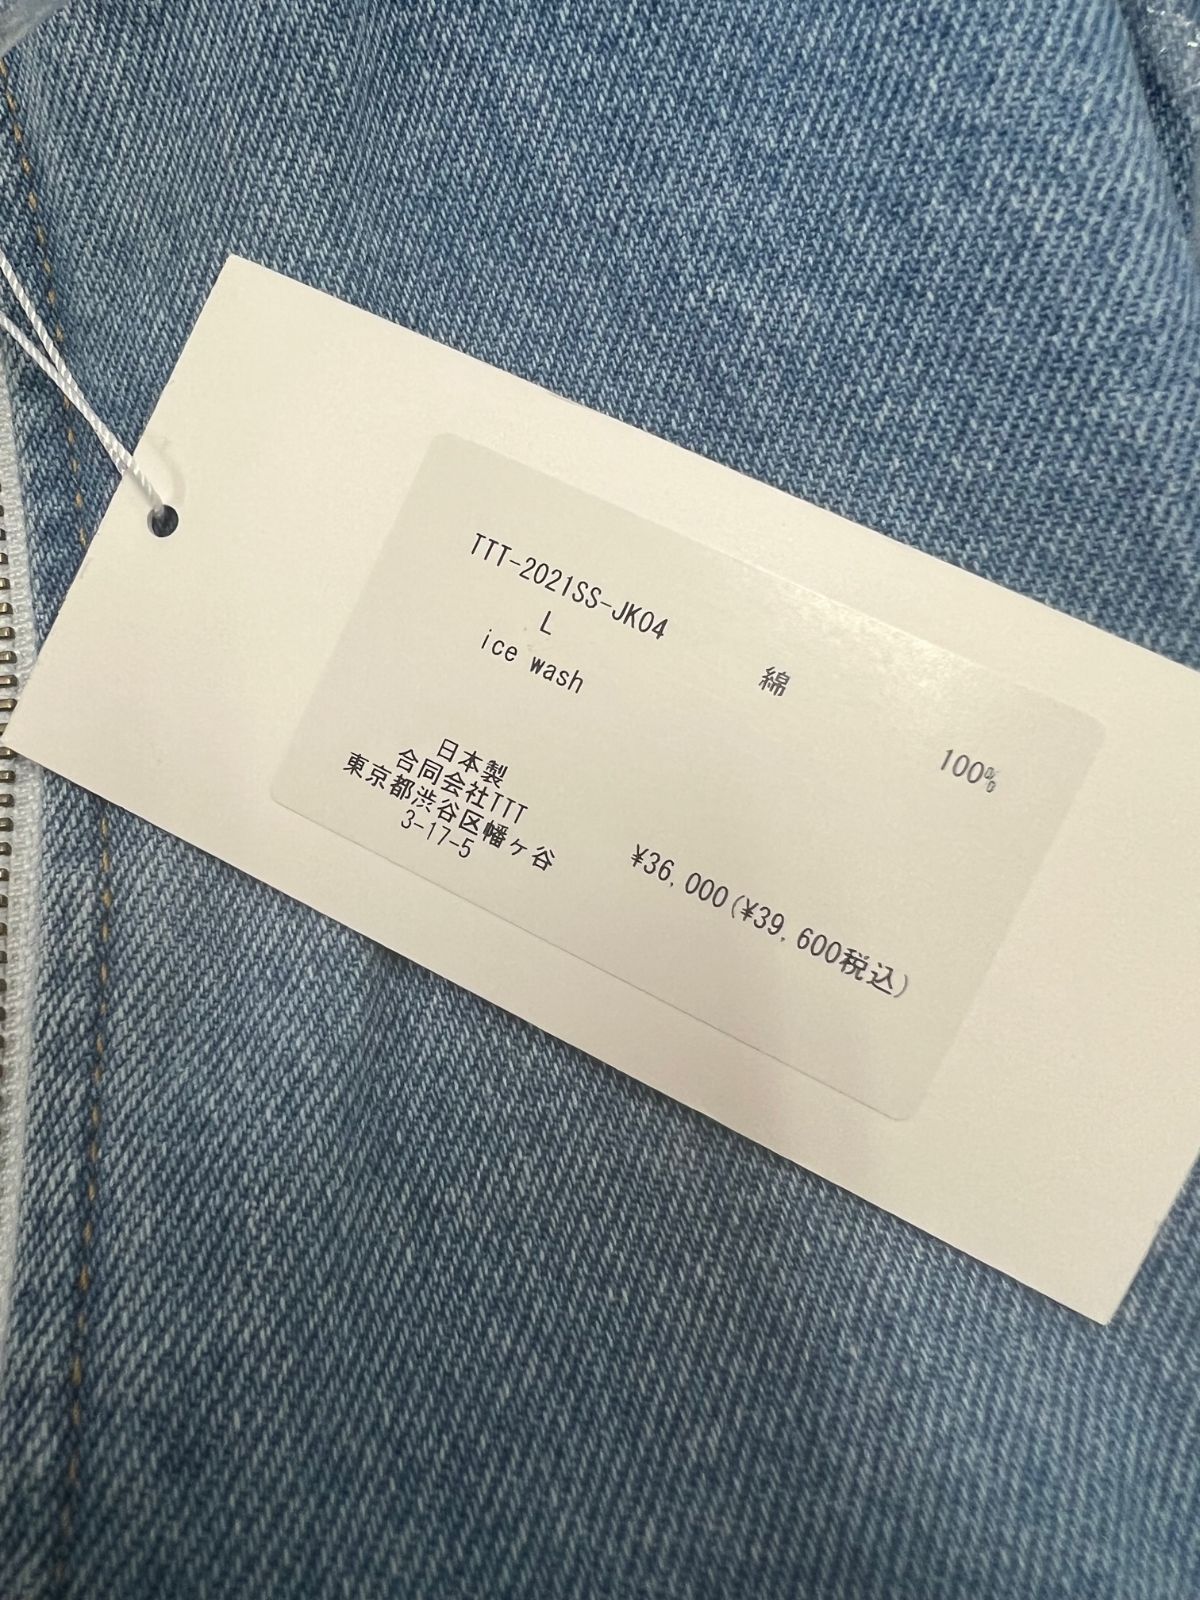 TTT-2021SS-JK04
L
ice wash
綿 100%
日本製
合同会社TTT
東京都渋谷区幡ヶ谷
3-17-5
¥36,000(¥39,600税込)